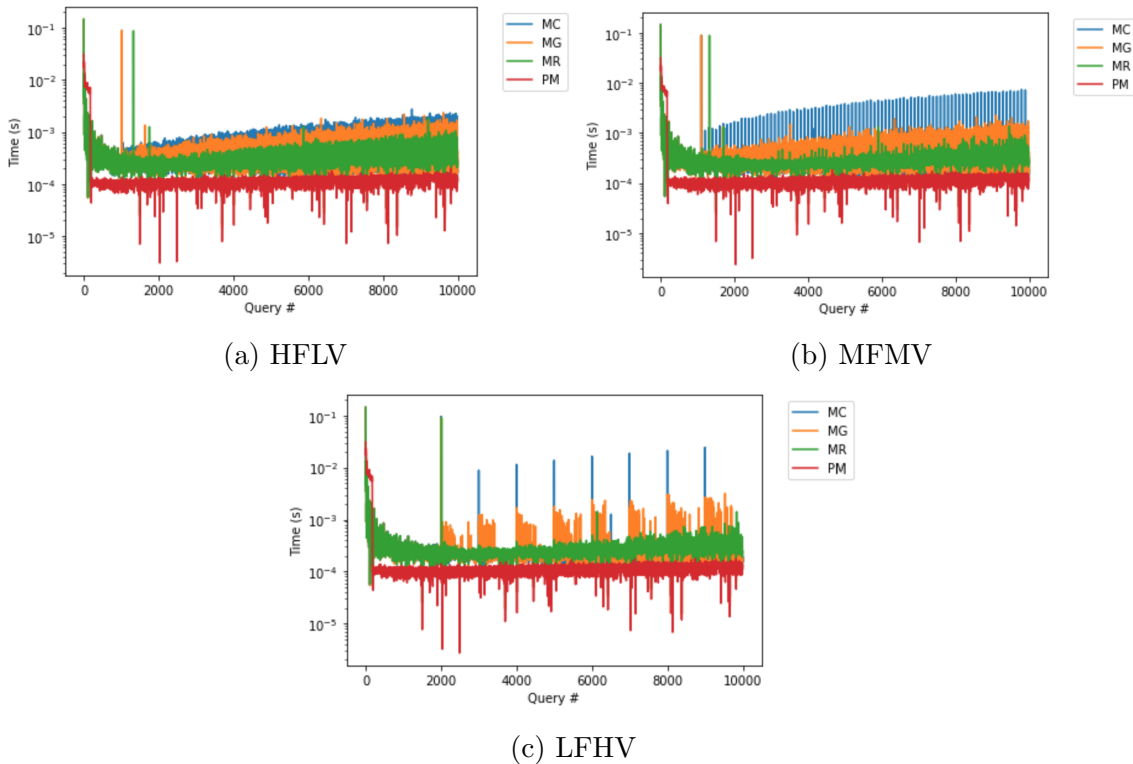 10⁻¹
10⁻²
10⁻³
10⁻⁴
10⁻⁵
Time (s)
0 2000 4000 6000 8000 10000
Query #
MC
MG
MR
PM
(a) HFLV
10⁻¹
10⁻²
10⁻³
10⁻⁴
10⁻⁵
Time (s)
0 2000 4000 6000 8000 10000
Query #
MC
MG
MR
PM
(b) MFMV
10⁻¹
10⁻²
10⁻³
10⁻⁴
10⁻⁵
Time (s)
0 2000 4000 6000 8000 10000
Query #
MC
MG
MR
PM
(c) LFHV